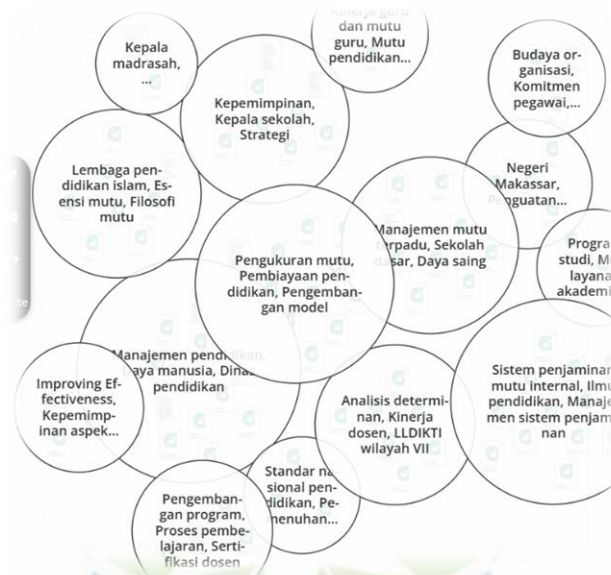 Kinerja guru
dan mutu
guru, Mutu
pendidikan...
Kepala
madrasah,
...
Budaya or-
ganisasi,
Komitmen
pegawai,...
Kepemimpinan,
Kepala sekolah,
Strategi
Lembaga pen-
didikan islam, Es-
ensi mutu, Filosofi
mutu
Negeri
Makassar,
Penguatan...
Manajemen mutu
terpadu, Sekolah
dasar, Daya saing
Progra
studi, M
layana
akademi
Pengukuran mutu,
Pembiayaan pen-
didikan, Pengemban-
gan model
Manajemen pendidikan,
Daya manusia, Dinas
pendidikan
Improving Ef-
fectiveness,
Kepemimp-
inan aspek...
Analisis determi-
nan, Kinerja
dosen, LLDIKTI
wilayah VII
Sistem penjaminan
mutu internal, Ilmu
pendidikan, Manaje-
men sistem penjam
nan
Standar na-
sional pen-
didikan, Pe-
menuhan...
Pengemban-
gan program,
Proses pembe-
lajaran, Serti-
fikasi dosen